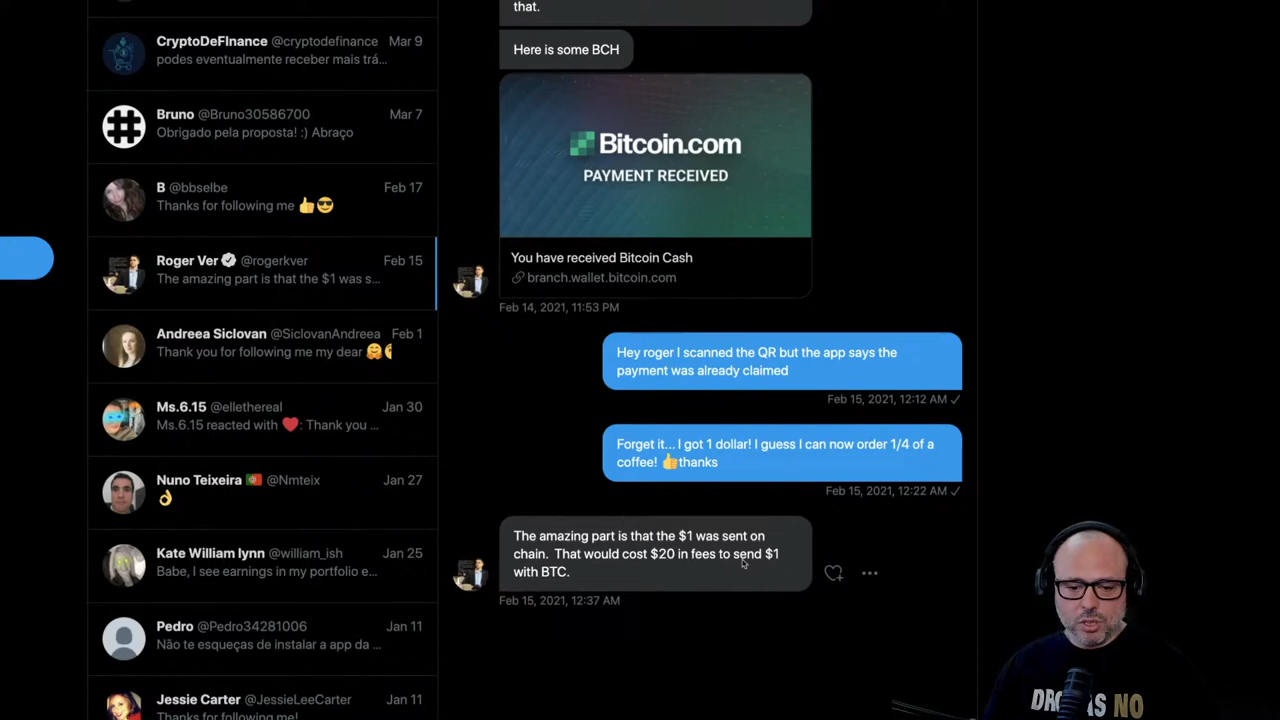 that.
CryptoDeFInance @cryptodefinance Mar 9
podes eventualmente receber mais trá...
Bruno @Bruno30586700 Mar 7
Obrigado pela proposta! :) Abraço
B @bbselbe Feb 17
Thanks for following me 👍😎
Roger Ver @rogerkver Feb 15
The amazing part is that the $1 was s...
Andreea Siclovan @SiclovanAndreea Feb 1
Thank you for following me my dear 🤗
Ms.6.15 @ellethereal Jan 30
Ms.6.15 reacted with ❤️: Thank you ...
Nuno Teixeira 🇵🇹 @Nmteix Jan 27
👌
Kate William lynn @william_ish Jan 25
Babe, I see earnings in my portfolio e...
Pedro @Pedro34281006 Jan 11
Não te esqueças de instalar a app da ...
Jessie Carter @JessieLeeCarter Jan 11
Thanks for following me!
Here is some BCH
Bitcoin.com
PAYMENT RECEIVED
You have received Bitcoin Cash
branch.wallet.bitcoin.com
Feb 14, 2021, 11:53 PM
Hey roger I scanned the QR but the app says the
payment was already claimed
Feb 15, 2021, 12:12 AM ✓
Forget it... I got 1 dollar! I guess I can now order 1/4 of a
coffee! 👍thanks
Feb 15, 2021, 12:22 AM ✓
The amazing part is that the $1 was sent on
chain. That would cost $20 in fees to send $1
with BTC.
Feb 15, 2021, 12:37 AM
NO